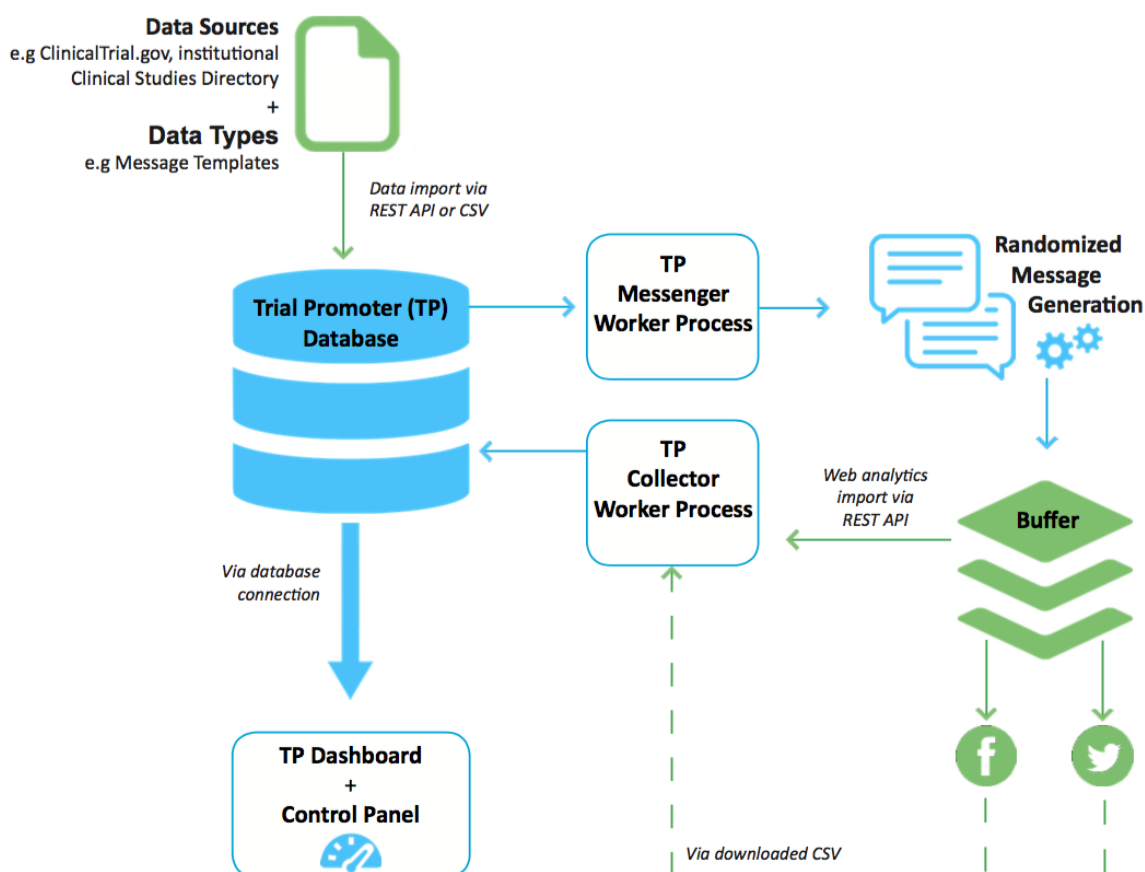 Data Sources
e.g ClinicalTrial.gov, institutional
Clinical Studies Directory
+
Data Types
e.g Message Templates
Data import via
REST API or CSV
Trial Promoter (TP)
Database
TP
Messenger
Worker Process
Randomized
Message
Generation
TP
Collector
Worker Process
Web analytics
import via
REST API
Buffer
Via database
connection
TP Dashboard
+
Control Panel
Via downloaded CSV